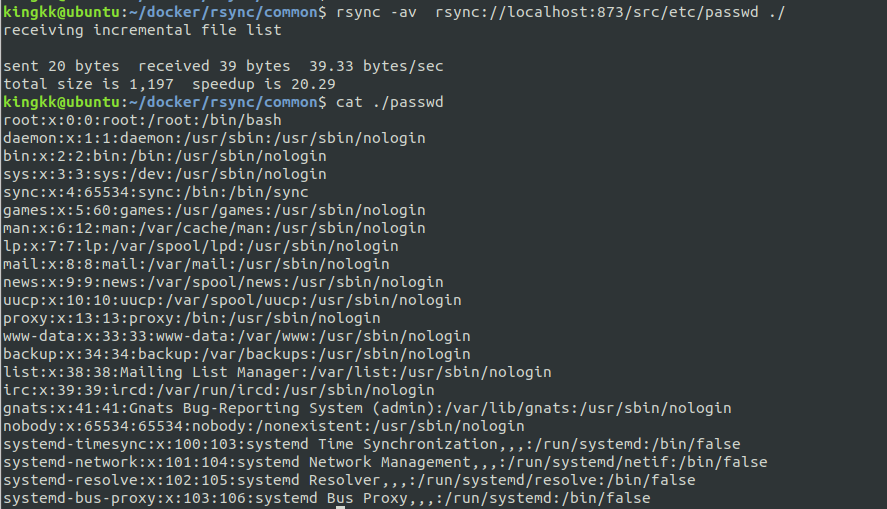 kingkk@ubuntu:~/docker/rsync/common$ rsync -av  rsync://localhost:873/src/etc/passwd ./
receiving incremental file list

sent 20 bytes  received 39 bytes  39.33 bytes/sec
total size is 1,197  speedup is 20.29
kingkk@ubuntu:~/docker/rsync/common$ cat ./passwd
root:x:0:0:root:/root:/bin/bash
daemon:x:1:1:daemon:/usr/sbin:/usr/sbin/nologin
bin:x:2:2:bin:/bin:/usr/sbin/nologin
sys:x:3:3:sys:/dev:/usr/sbin/nologin
sync:x:4:65534:sync:/bin:/bin/sync
games:x:5:60:games:/usr/games:/usr/sbin/nologin
man:x:6:12:man:/var/cache/man:/usr/sbin/nologin
lp:x:7:7:lp:/var/spool/lpd:/usr/sbin/nologin
mail:x:8:8:mail:/var/mail:/usr/sbin/nologin
news:x:9:9:news:/var/spool/news:/usr/sbin/nologin
uucp:x:10:10:uucp:/var/spool/uucp:/usr/sbin/nologin
proxy:x:13:13:proxy:/bin:/usr/sbin/nologin
www-data:x:33:33:www-data:/var/www:/usr/sbin/nologin
backup:x:34:34:backup:/var/backups:/usr/sbin/nologin
list:x:38:38:Mailing List Manager:/var/list:/usr/sbin/nologin
irc:x:39:39:ircd:/var/run/ircd:/usr/sbin/nologin
gnats:x:41:41:Gnats Bug-Reporting System (admin):/var/lib/gnats:/usr/sbin/nologin
nobody:x:65534:65534:nobody:/nonexistent:/usr/sbin/nologin
systemd-timesync:x:100:103:systemd Time Synchronization,,,:/run/systemd:/bin/false
systemd-network:x:101:104:systemd Network Management,,,:/run/systemd/netif:/bin/false
systemd-resolve:x:102:105:systemd Resolver,,,:/run/systemd/resolve:/bin/false
systemd-bus-proxy:x:103:106:systemd Bus Proxy,,,:/run/systemd:/bin/false